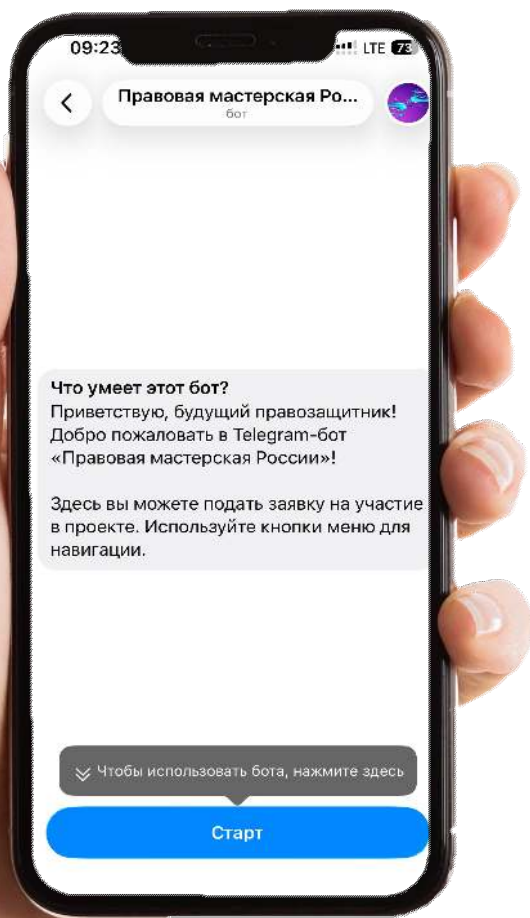 09:23
LTE 73
Правовая мастерская Ро...
бот
Что умеет этот бот?
Приветствую, будущий правозащитник!
Добро пожаловать в Telegram-бот
«Правовая мастерская России»!
Здесь вы можете подать заявку на участие
в проекте. Используйте кнопки меню для
навигации.
Чтобы использовать бота, нажмите здесь
Старт